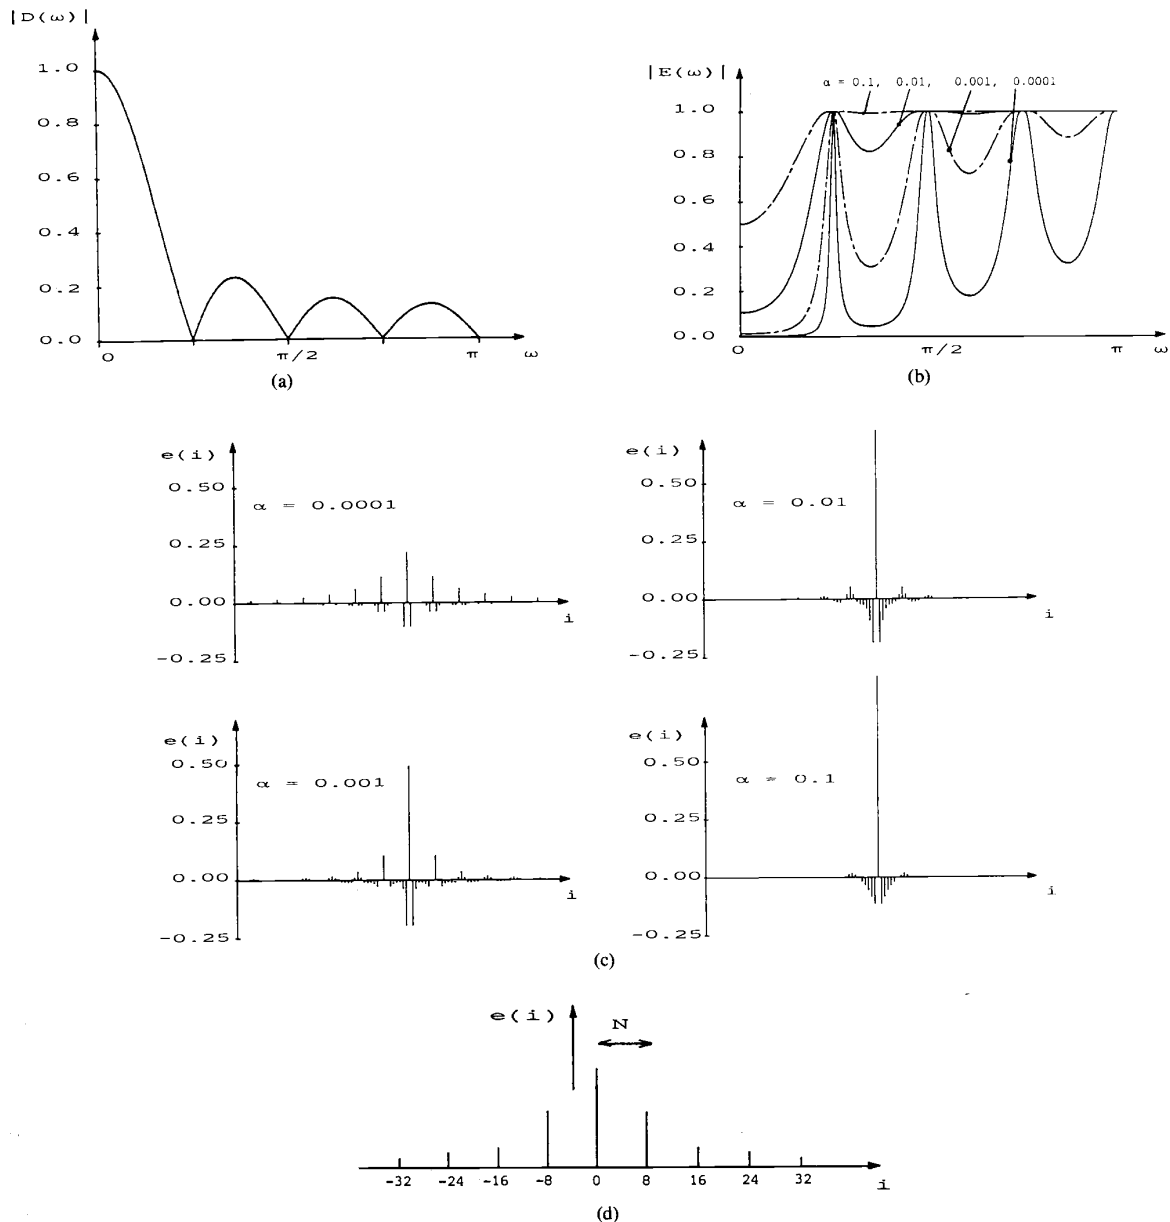 |D(ω)|
1.0
0.8
0.6
0.4
0.2
0.0
0
π/2
π
ω
(a)
|E(ω)|
α = 0.1, 0.01, 0.001, 0.0001
1.0
0.8
0.6
0.4
0.2
0.0
0
π/2
π
ω
(b)
e(i)
0.50
α = 0.0001
0.25
0.00
i
-0.25
e(i)
0.50
α = 0.01
0.25
0.00
i
-0.25
e(i)
0.50
α = 0.001
0.25
0.00
i
-0.25
e(i)
0.50
α = 0.1
0.25
0.00
i
-0.25
(c)
e(i)
N
-32 -24 -16 -8 0 8 16 24 32 i
(d)